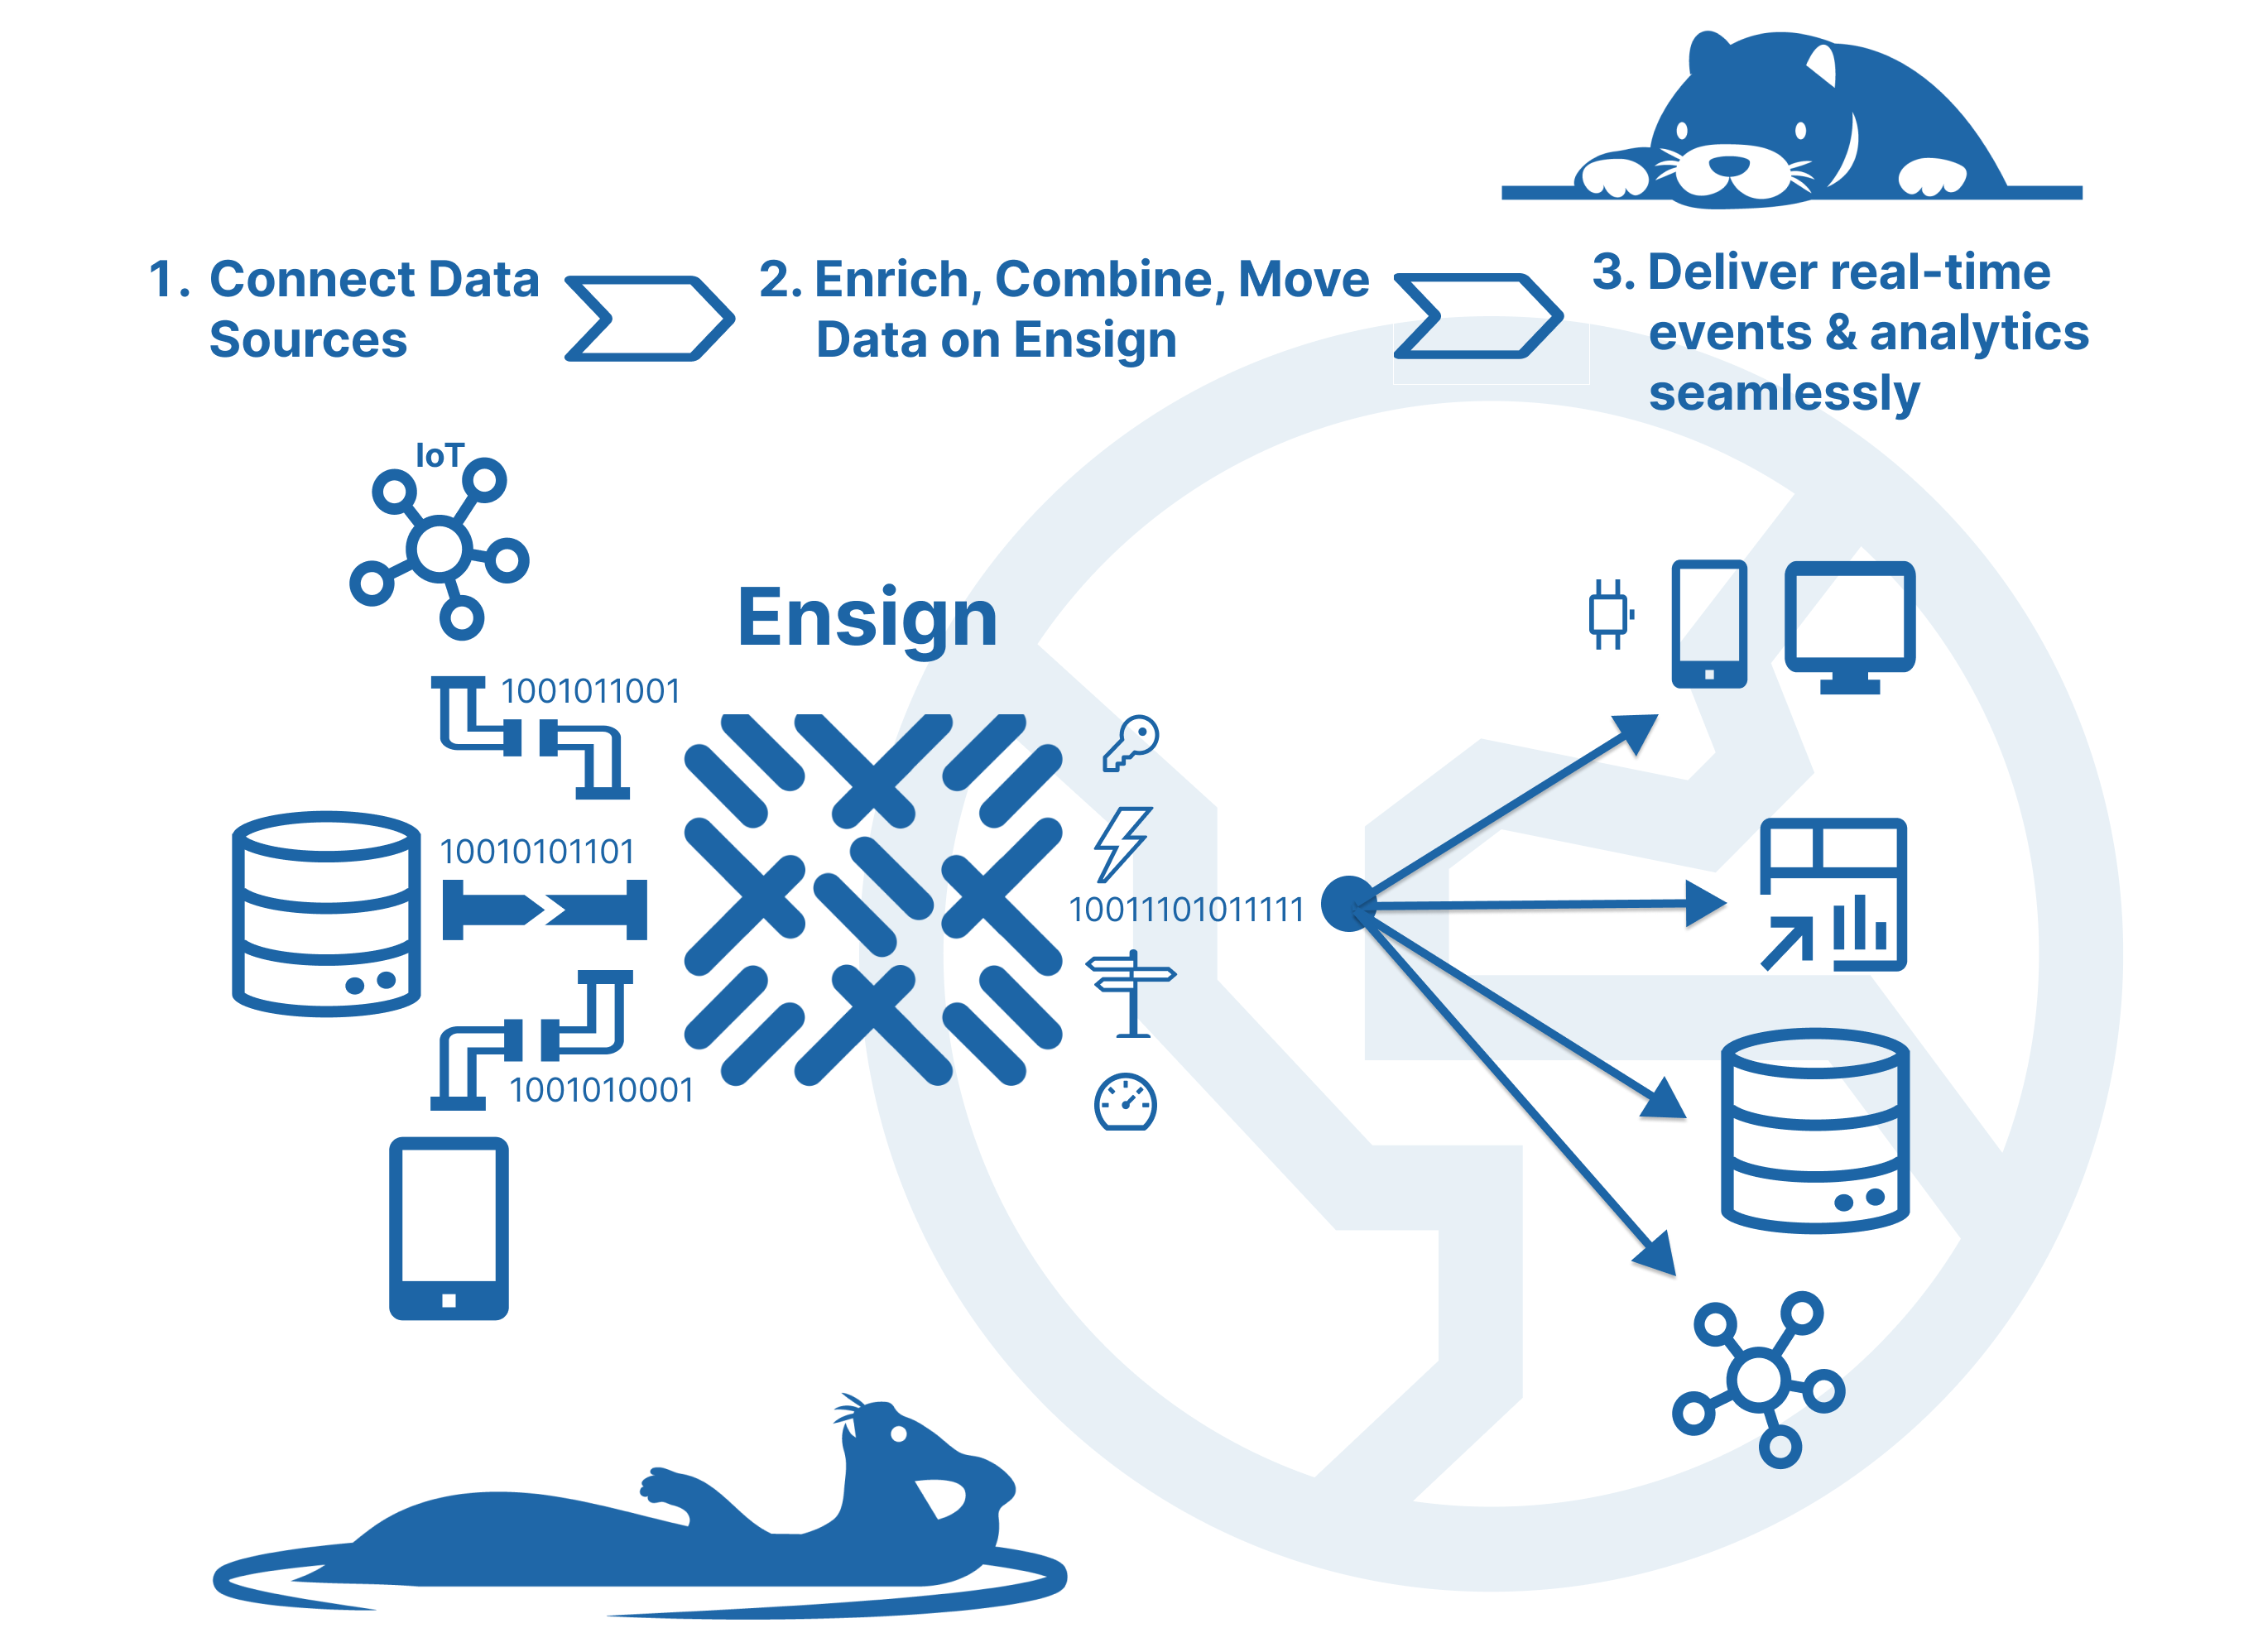 1. Connect Data
Sources
2. Enrich, Combine, Move
Data on Ensign
3. Deliver real-time
events & analytics
seamlessly
IoT
Ensign
1001011001
10010101101
10011101011111
1001010001